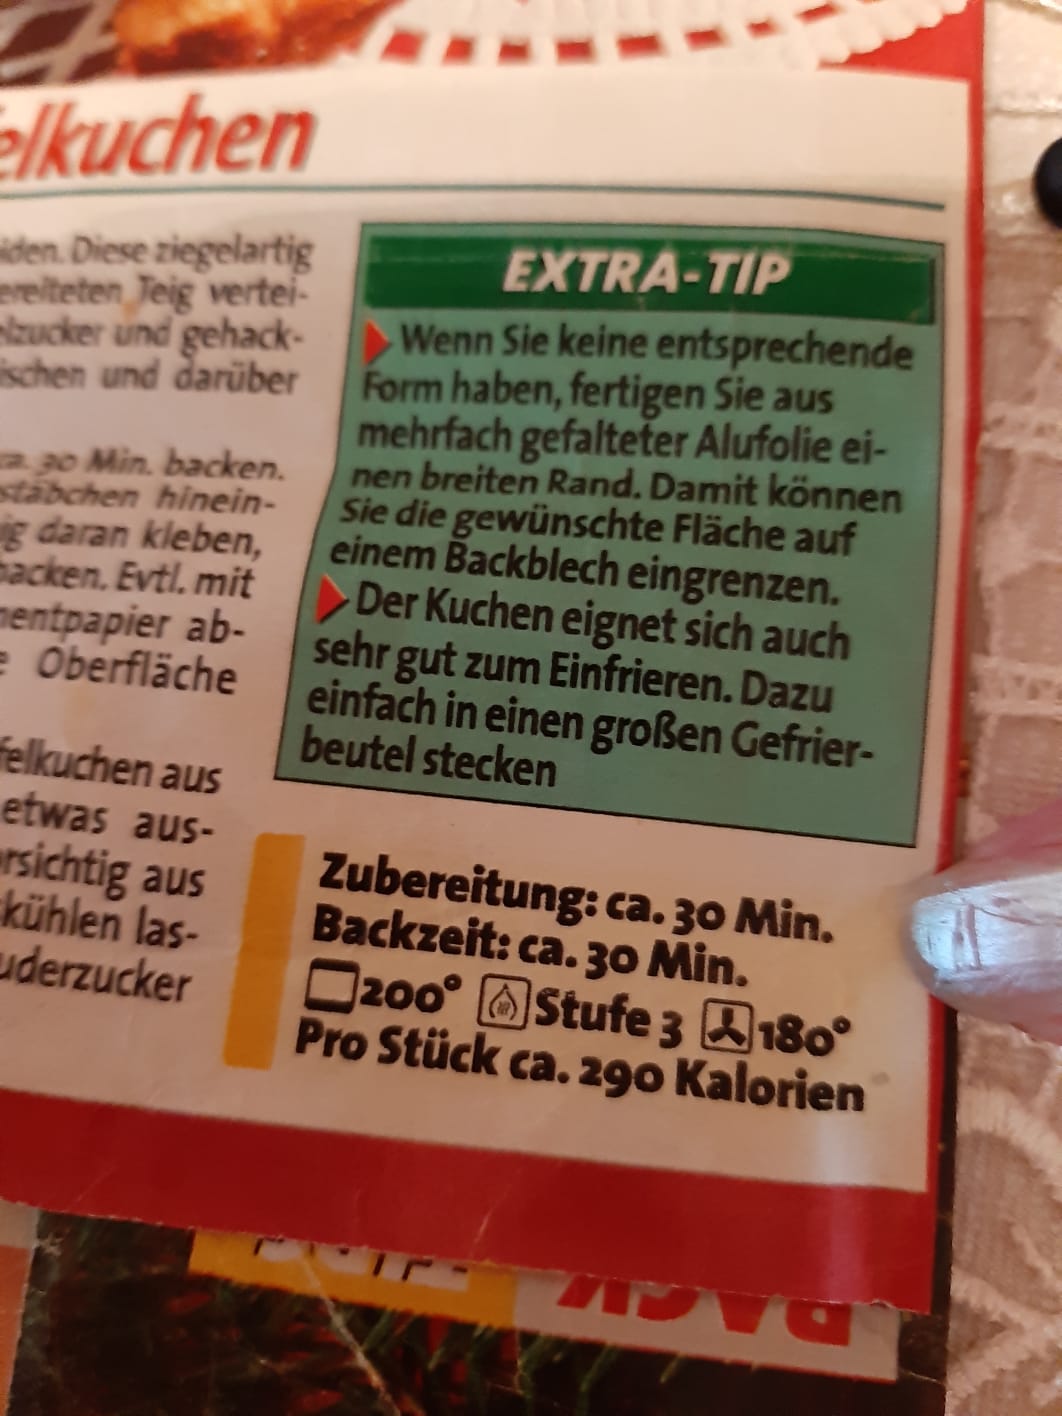 elkuchen
iden. Diese ziegelartig
ereiteten Teig vertei-
elzucker und gehack-
ischen und darüber
ca. 30 Min. backen.
stäbchen hinein-
ig daran kleben,
backen. Evtl. mit
mentpapier ab-
e Oberfläche
felkuchen aus
etwas aus-
orsichtig aus
skühlen las-
uderzucker
EXTRA-TIP
Wenn Sie keine entsprechende
Form haben, fertigen Sie aus
mehrfach gefalteter Alufolie ei-
nen breiten Rand. Damit können
Sie die gewünschte Fläche auf
einem Backblech eingrenzen.
Der Kuchen eignet sich auch
sehr gut zum Einfrieren. Dazu
einfach in einen großen Gefrier-
beutel stecken
Zubereitung: ca. 30 Min.
Backzeit: ca. 30 Min.
200° Stufe 3 180°
Pro Stück ca. 290 Kalorien
BACK